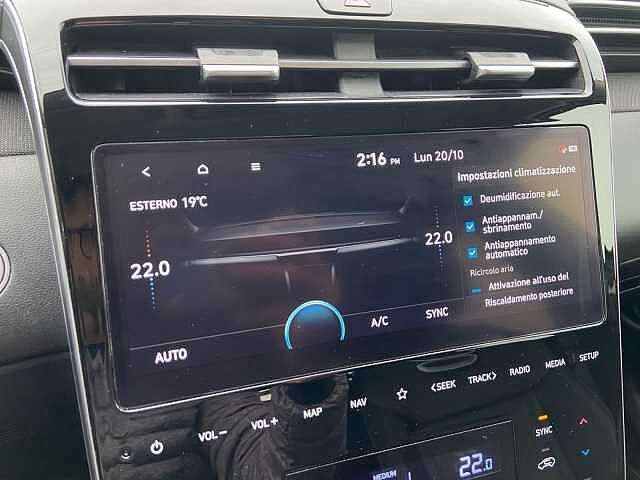 2:16 PM Lun 20/10
ESTERNO 19°C
22.0
22.0
AUTO
A/C
SYNC
Impostazioni climatizzazione
Deumidificazione aut.
Antiappannam./
sbrinamento
Antiappannamento
automatico
Ricircolo aria
Attivazione all'uso del
Riscaldamento posteriore
VOL−
VOL+
MAP
NAV
<SEEK
TRACK>
RADIO
MEDIA
SETUP
SYNC
MEDIUM
22.0